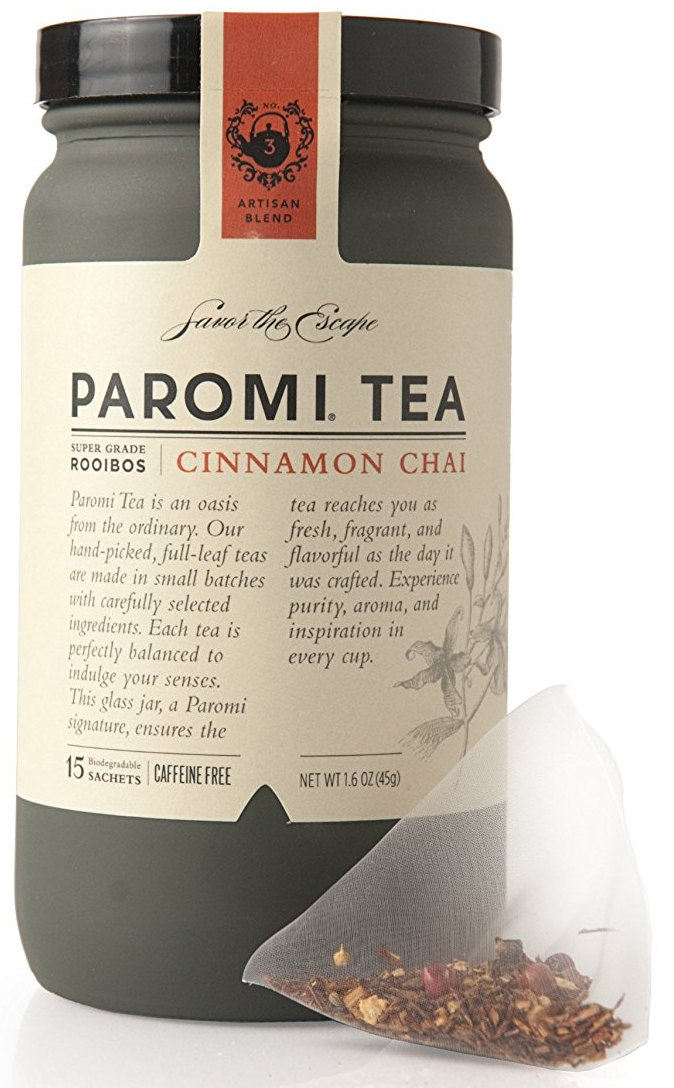 NO.
3
ARTISAN
BLEND
Savor the Escape
PAROMI® TEA
SUPER GRADE
ROOIBOS
CINNAMON CHAI
Paromi Tea is an oasis
from the ordinary. Our
hand-picked, full-leaf teas
are made in small batches
with carefully selected
ingredients. Each tea is
perfectly balanced to
indulge your senses.
This glass jar, a Paromi
signature, ensures the
tea reaches you as
fresh, fragrant, and
flavorful as the day it
was crafted. Experience
purity, aroma, and
inspiration in
every cup.
15 Biodegradable
SACHETS
CAFFEINE FREE
NET WT 1.6 OZ (45g)